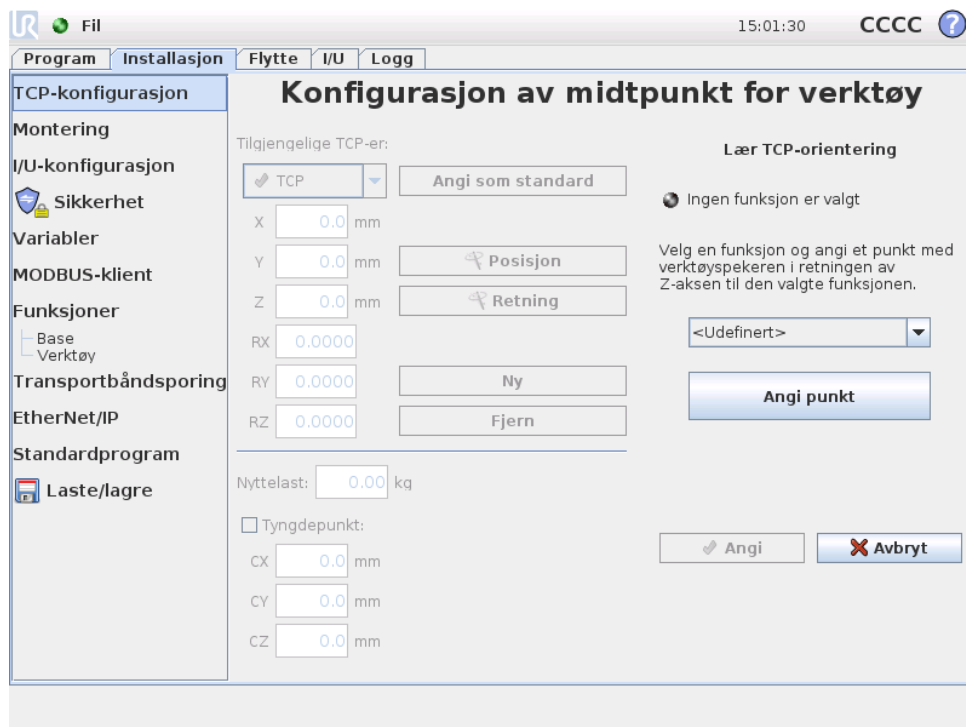 UR Fil 15:01:30 CCCC ?
Program Installasjon Flytte I/U Logg
TCP-konfigurasjon
Montering
I/U-konfigurasjon
Sikkerhet
Variabler
MODBUS-klient
Funksjoner
Base
Verktøy
Transportbåndsporing
EtherNet/IP
Standardprogram
Laste/lagre
Konfigurasjon av midtpunkt for verktøy
Tilgjengelige TCP-er:
TCP Angi som standard
X 0.0 mm
Y 0.0 mm Posisjon
Z 0.0 mm Retning
RX 0.0000
RY 0.0000 Ny
RZ 0.0000 Fjern
Nyttelast: 0.00 kg
Tyngdepunkt:
CX 0.0 mm
CY 0.0 mm
CZ 0.0 mm
Lær TCP-orientering
Ingen funksjon er valgt
Velg en funksjon og angi et punkt med
verktøyspekeren i retningen av
Z-aksen til den valgte funksjonen.
<Udefinert>
Angi punkt
Angi Avbryt